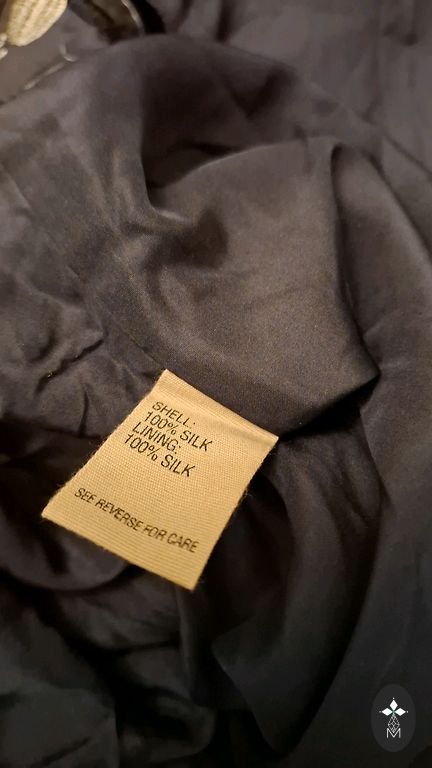 SHELL:
100% SILK
LINING:
100% SILK
SEE REVERSE FOR CARE
M